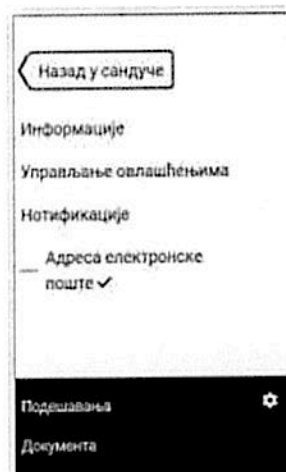 Назад у сандуче
Информације
Управљање овлашћењима
Нотификације
Адреса електронске
поште ✔
Подешавања
Документа